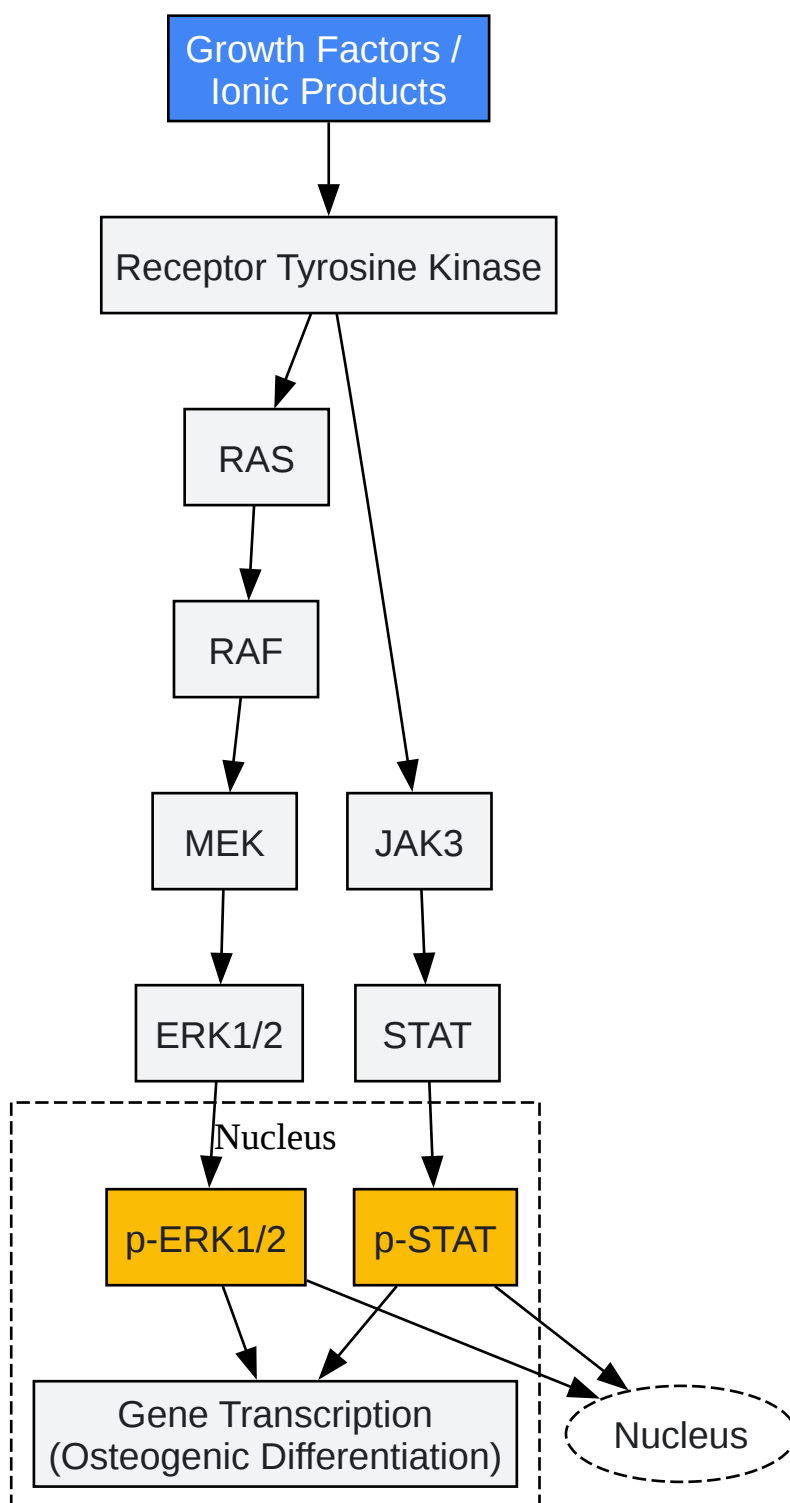 Growth Factors /
Ionic Products
Receptor Tyrosine Kinase
RAS
RAF
MEK
JAK3
ERK1/2
STAT
Nucleus
p-ERK1/2
p-STAT
Gene Transcription
(Osteogenic Differentiation)
Nucleus